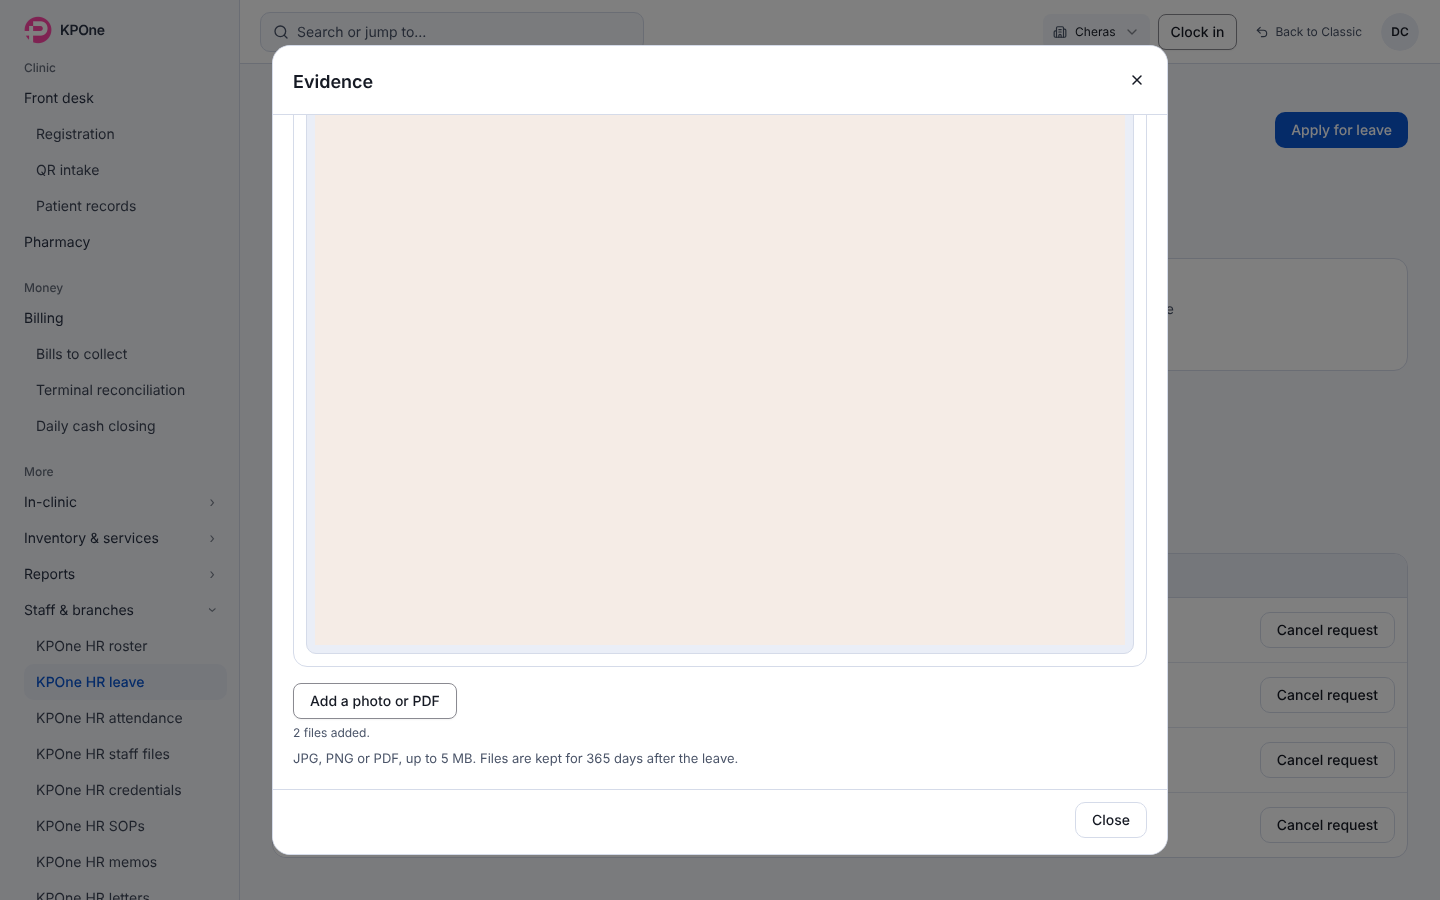 KPOne
Search or jump to...
Cheras
Clock in
Back to Classic
DC
Clinic
Front desk
Registration
QR intake
Patient records
Pharmacy
Money
Billing
Bills to collect
Terminal reconciliation
Daily cash closing
More
In-clinic
Inventory & services
Reports
Staff & branches
KPOne HR roster
KPOne HR leave
KPOne HR attendance
KPOne HR staff files
KPOne HR credentials
KPOne HR SOPs
KPOne HR memos
KPOne HR letters
Apply for leave
Evidence
Add a photo or PDF
2 files added.
JPG, PNG or PDF, up to 5 MB. Files are kept for 365 days after the leave.
Close
Cancel request
Cancel request
Cancel request
Cancel request